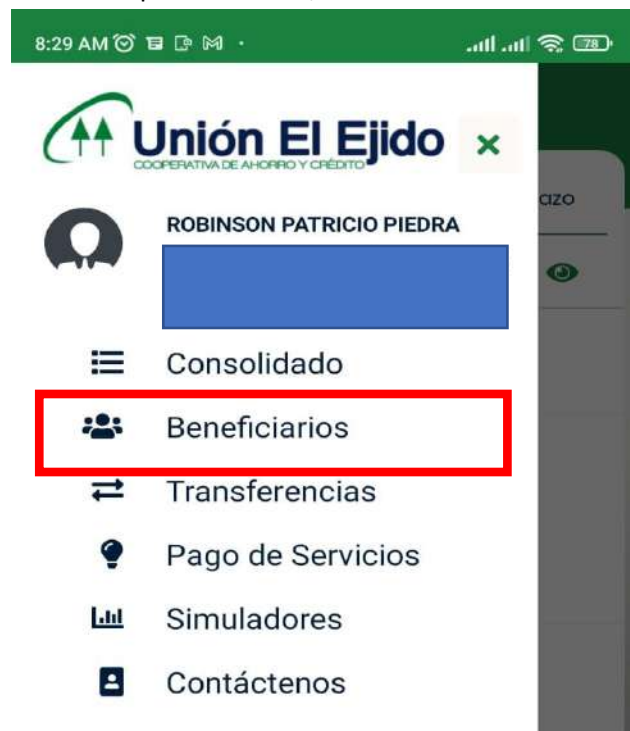 8:29 AM
78
Unión El Ejido
COOPERATIVA DE AHORRO Y CRÉDITO
ROBINSON PATRICIO PIEDRA
azo
Consolidado
Beneficiarios
Transferencias
Pago de Servicios
Simuladores
Contáctenos